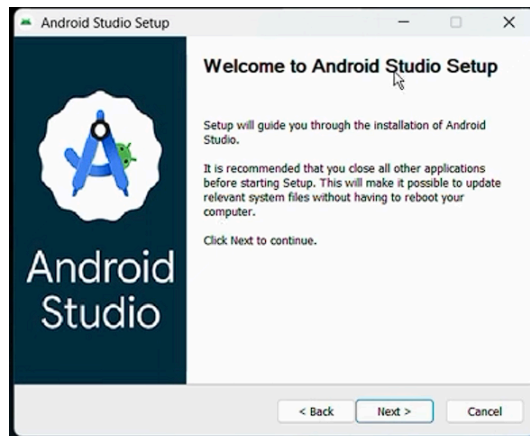 Android Studio Setup
Welcome to Android Studio Setup
Setup will guide you through the installation of Android
Studio.
It is recommended that you close all other applications
before starting Setup. This will make it possible to update
relevant system files without having to reboot your
computer.
Click Next to continue.
Android
Studio
< Back
Next >
Cancel